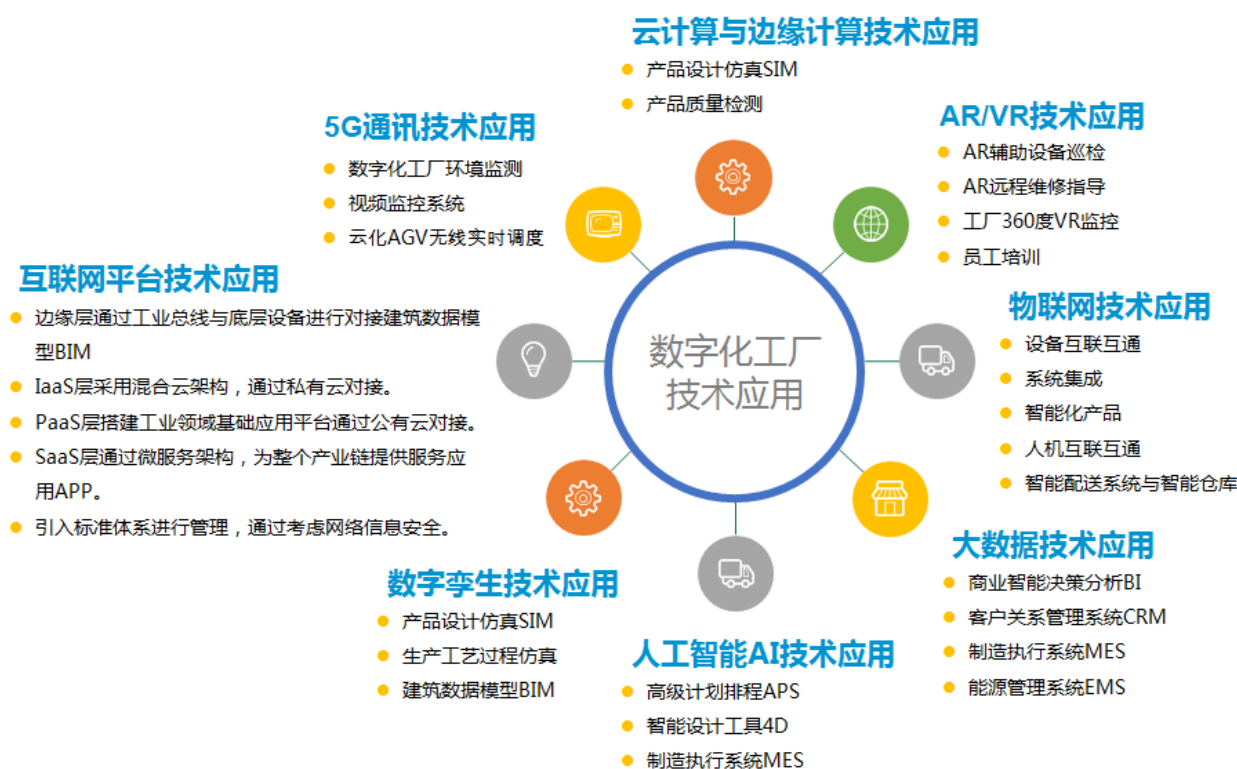 云计算与边缘计算技术应用
产品设计仿真SIM
产品质量检测
5G通讯技术应用
数字化工厂环境监测
视频监控系统
云化AGV无线实时调度
AR/VR技术应用
AR辅助设备巡检
AR远程维修指导
工厂360度VR监控
员工培训
互联网平台技术应用
边缘层通过工业总线与底层设备进行对接建筑数据模
型BIM
IaaS层采用混合云架构，通过私有云对接。
PaaS层搭建工业领域基础应用平台通过公有云对接。
SaaS层通过微服务架构，为整个产业链提供服务应
用APP。
引入标准体系进行管理，通过考虑网络信息安全。
数字化工厂
技术应用
物联网技术应用
设备互联互通
系统集成
智能化产品
人机互联互通
智能配送系统与智能仓库
大数据技术应用
商业智能决策分析BI
客户关系管理系统CRM
制造执行系统MES
能源管理系统EMS
数字孪生技术应用
产品设计仿真SIM
生产工艺过程仿真
建筑数据模型BIM
人工智能AI技术应用
高级计划排程APS
智能设计工具4D
制造执行系统MES